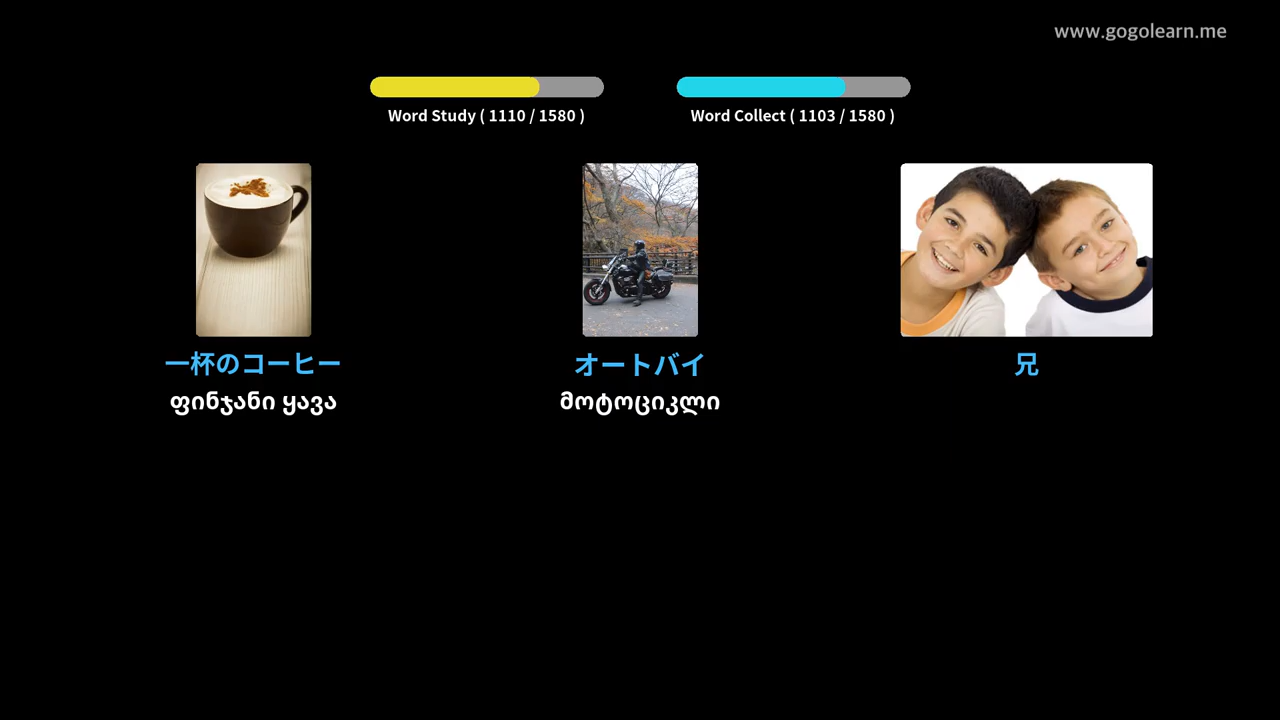 www.gogolearn.me
Word Study ( 1110 / 1580 )
Word Collect ( 1103 / 1580 )
一杯のコーヒー
ფინჯანი ყავა
オートバイ
მოტოციკლი
兄